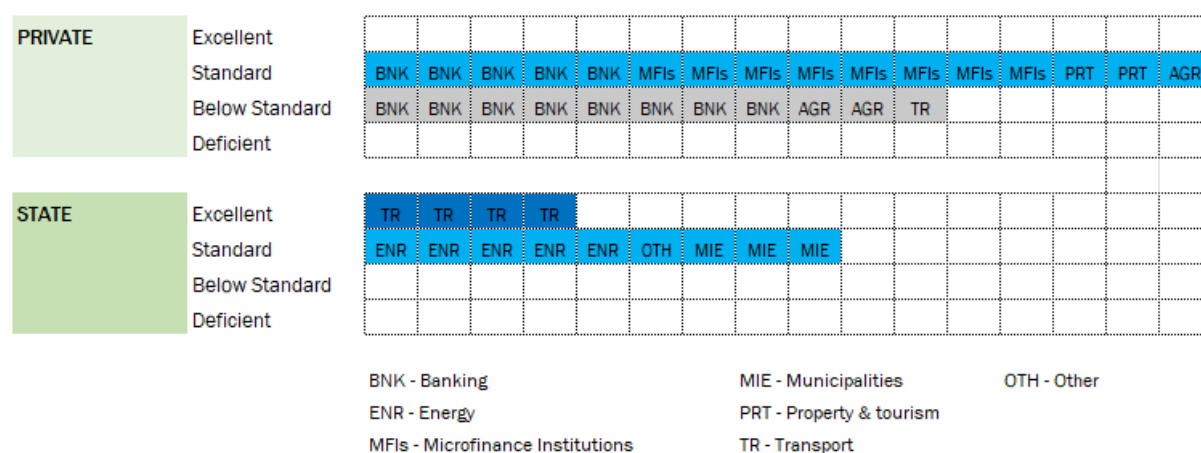 PRIVATE Excellent
Standard BNK BNK BNK BNK BNK MFIs MFIs MFIs MFIs MFIs MFIs MFIs MFIs PRT PRT AGR
Below Standard BNK BNK BNK BNK BNK BNK BNK BNK AGR AGR TR
Deficient
STATE Excellent TR TR TR TR
Standard ENR ENR ENR ENR ENR OTH MIE MIE MIE
Below Standard
Deficient
BNK - Banking MIE - Municipalities OTH - Other
ENR - Energy PRT - Property & tourism
MFIs - Microfinance Institutions TR - Transport